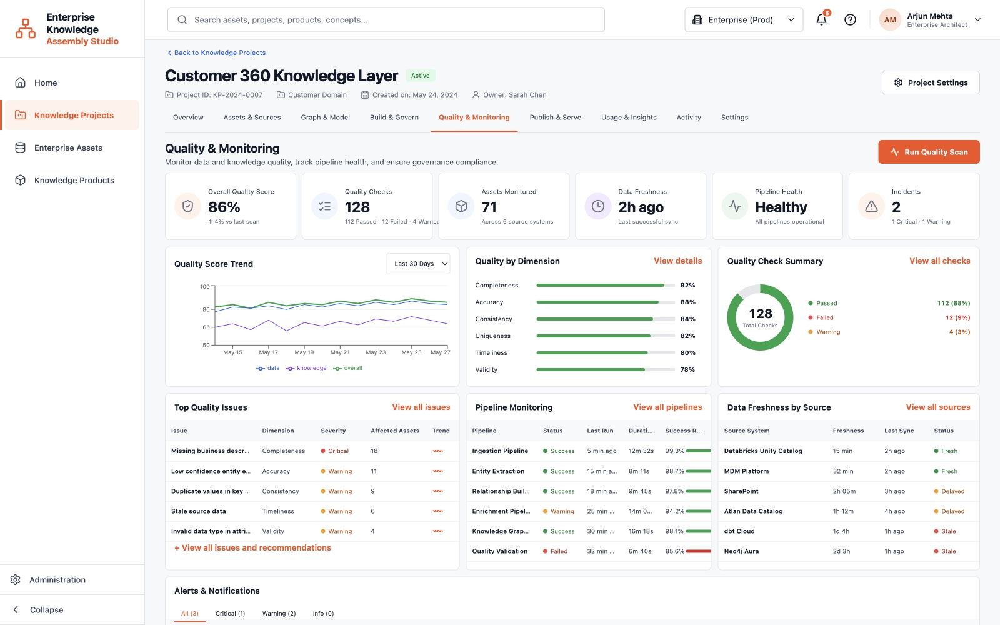 Enterprise
Knowledge
Assembly Studio
Search assets, projects, products, concepts...
Enterprise (Prod)
5
AM
Arjun Mehta
Enterprise Architect
Home
Knowledge Projects
Enterprise Assets
Knowledge Products
Administration
Collapse
Back to Knowledge Projects
Customer 360 Knowledge Layer
Active
Project Settings
Project ID: KP-2024-0007
Customer Domain
Created on: May 24, 2024
Owner: Sarah Chen
Overview
Assets & Sources
Graph & Model
Build & Govern
Quality & Monitoring
Publish & Serve
Usage & Insights
Activity
Settings
Quality & Monitoring
Monitor data and knowledge quality, track pipeline health, and ensure governance compliance.
Run Quality Scan
Overall Quality Score
86%
↑ 4% vs last scan
Quality Checks
128
112 Passed · 12 Failed · 4 Warned
Assets Monitored
71
Across 6 source systems
Data Freshness
2h ago
Last successful sync
Pipeline Health
Healthy
All pipelines operational
Incidents
2
1 Critical · 1 Warning
Quality Score Trend
Last 30 Days
100
80
65
50
May 15
May 17
May 19
May 21
May 23
May 25
May 27
data
knowledge
overall
Quality by Dimension
View details
Completeness 92%
Accuracy 88%
Consistency 84%
Uniqueness 82%
Timeliness 80%
Validity 78%
Quality Check Summary
View all checks
128
Total Checks
Passed 112 (88%)
Failed 12 (9%)
Warning 4 (3%)
Top Quality Issues
View all issues
Issue Dimension Severity Affected Assets Trend
Missing business descr... Completeness Critical 18
Low confidence entity e... Accuracy Warning 11
Duplicate values in key ... Consistency Warning 9
Stale source data Timeliness Warning 6
Invalid data type in attri... Validity Warning 4
+ View all issues and recommendations
Pipeline Monitoring
View all pipelines
Pipeline Status Last Run Durati... Success R...
Ingestion Pipeline Success 5 min ago 12m 32s 99.3%
Entity Extraction Success 15 min a... 8m 11s 98.7%
Relationship Buil... Success 18 min a... 9m 45s 97.8%
Enrichment Pipel... Warning 25 min ... 14m 0... 94.2%
Knowledge Grap... Success 30 min ... 16m 18s 98.1%
Quality Validation Failed 32 min ... 6m 40s 85.6%
Data Freshness by Source
View all sources
Source System Freshness Last Sync Status
Databricks Unity Catalog 15 min 2h ago Fresh
MDM Platform 32 min 2h ago Fresh
SharePoint 2h 05m 3h ago Delayed
Atlan Data Catalog 1h 12m 4h ago Delayed
dbt Cloud 1d 4h 1h ago Stale
Neo4j Aura 2d 3h 1h ago Stale
Alerts & Notifications
All (3)
Critical (1)
Warning (2)
Info (0)